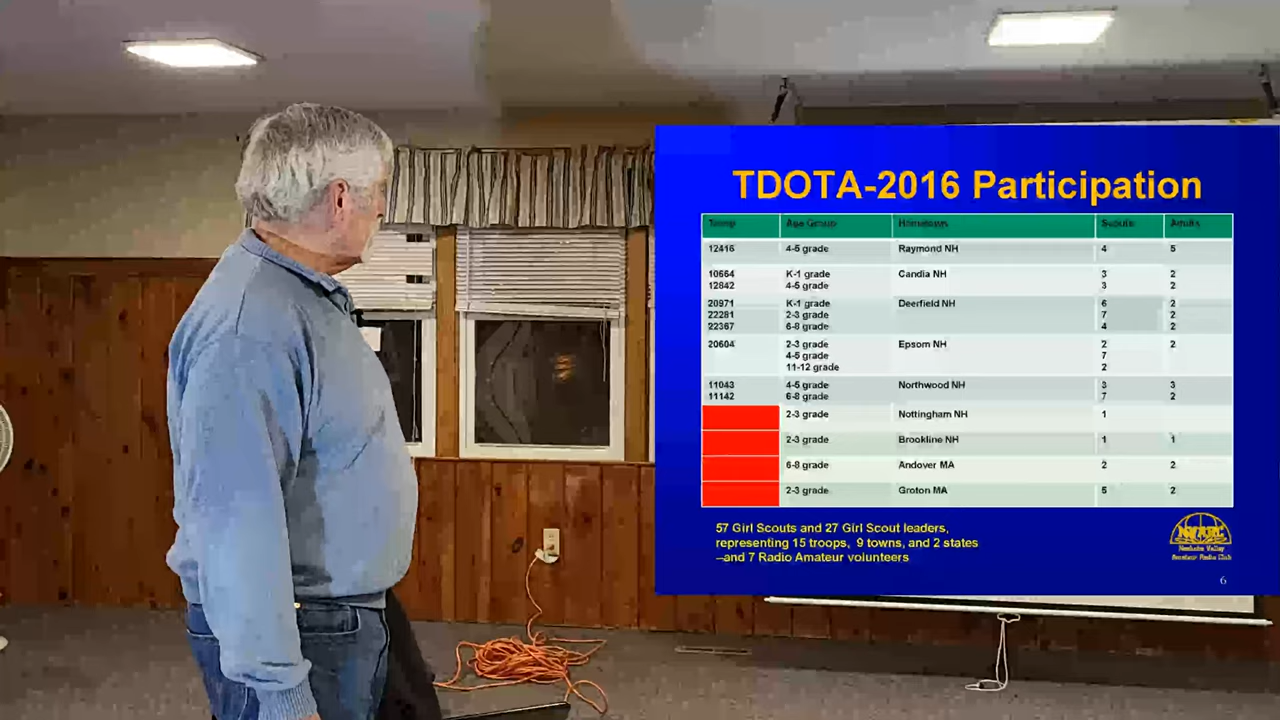 TDOTA-2016 Participation
Troop Age Group Hometown Scouts Adults
12416 4-5 grade Raymond NH 4 5
10664 K-1 grade Candia NH 3 2
12842 4-5 grade 3 2
20971 K-1 grade Deerfield NH 6 2
22281 2-3 grade 7 2
22367 6-8 grade 4 2
20604 2-3 grade Epsom NH 2 2
4-5 grade 7
11-12 grade 2
11043 4-5 grade Northwood NH 3 3
11142 6-8 grade 7 2
2-3 grade Nottingham NH 1
2-3 grade Brookline NH 1 1
6-8 grade Andover MA 2 2
2-3 grade Groton MA 5 2
57 Girl Scouts and 27 Girl Scout leaders,
representing 15 troops, 9 towns, and 2 states
–and 7 Radio Amateur volunteers
Nashoba Valley
Amateur Radio Club
6